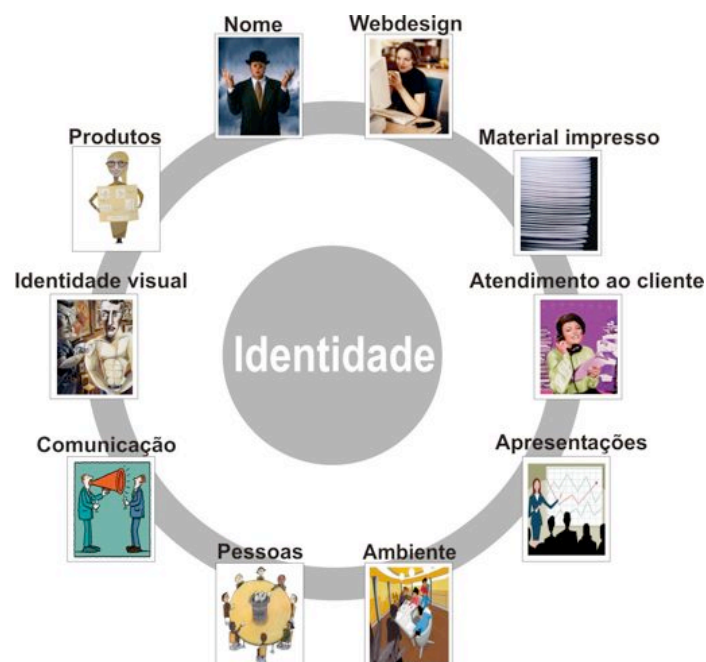 Nome
Webdesign
Produtos
Material impresso
Identidade visual
Atendimento ao cliente
Identidade
Comunicação
Apresentações
Pessoas
Ambiente